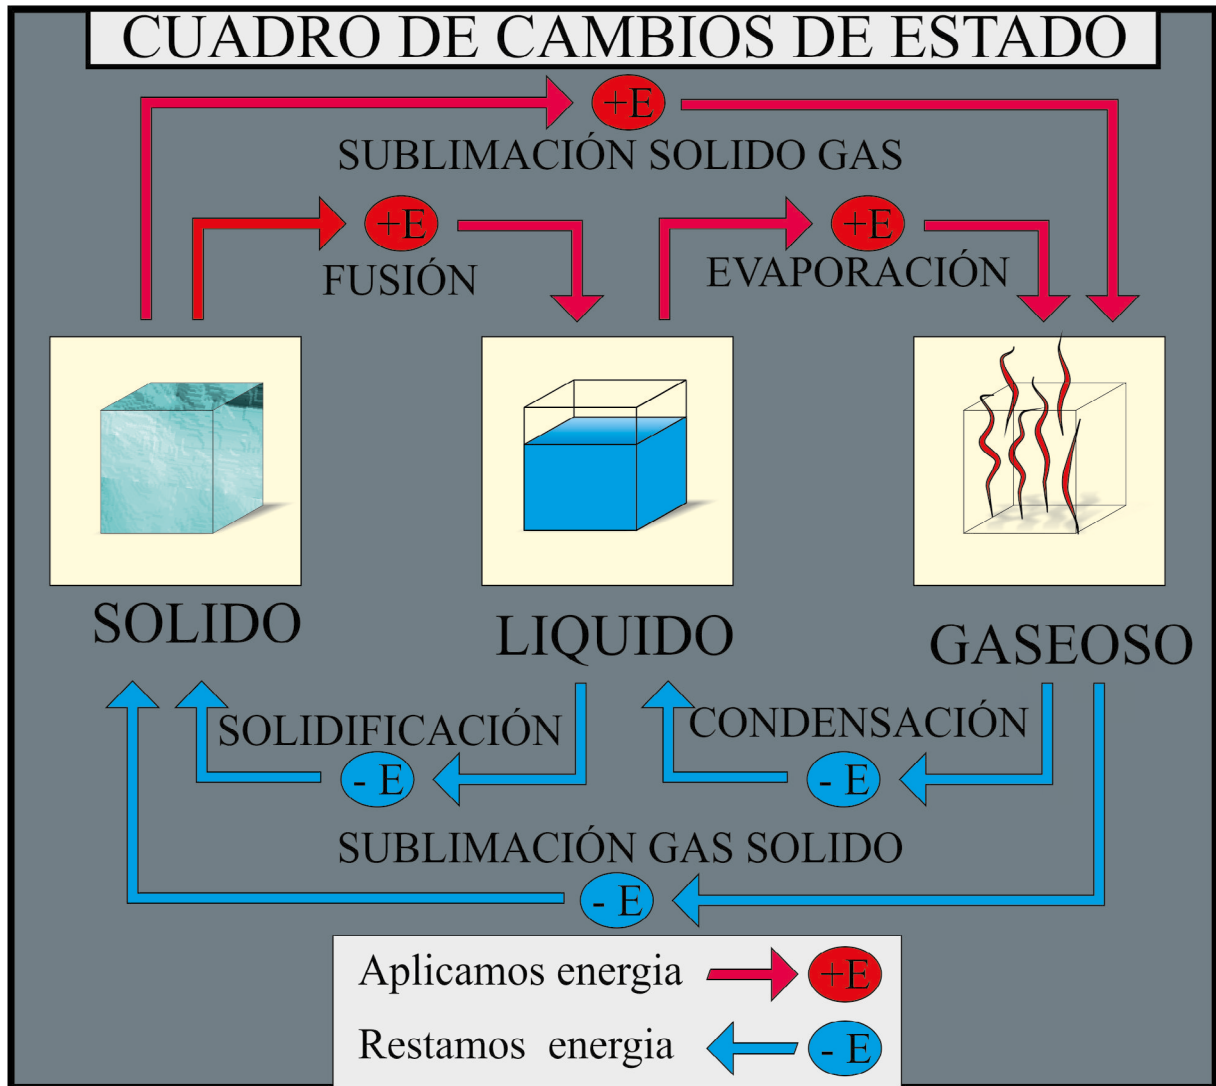 CUADRO DE CAMBIOS DE ESTADO
+E
SUBLIMACIÓN SOLIDO GAS
+E
+E
FUSIÓN
EVAPORACIÓN
SOLIDO
LIQUIDO
GASEOSO
SOLIDIFICACIÓN
CONDENSACIÓN
- E
- E
SUBLIMACIÓN GAS SOLIDO
- E
Aplicamos energia +E
Restamos energia - E